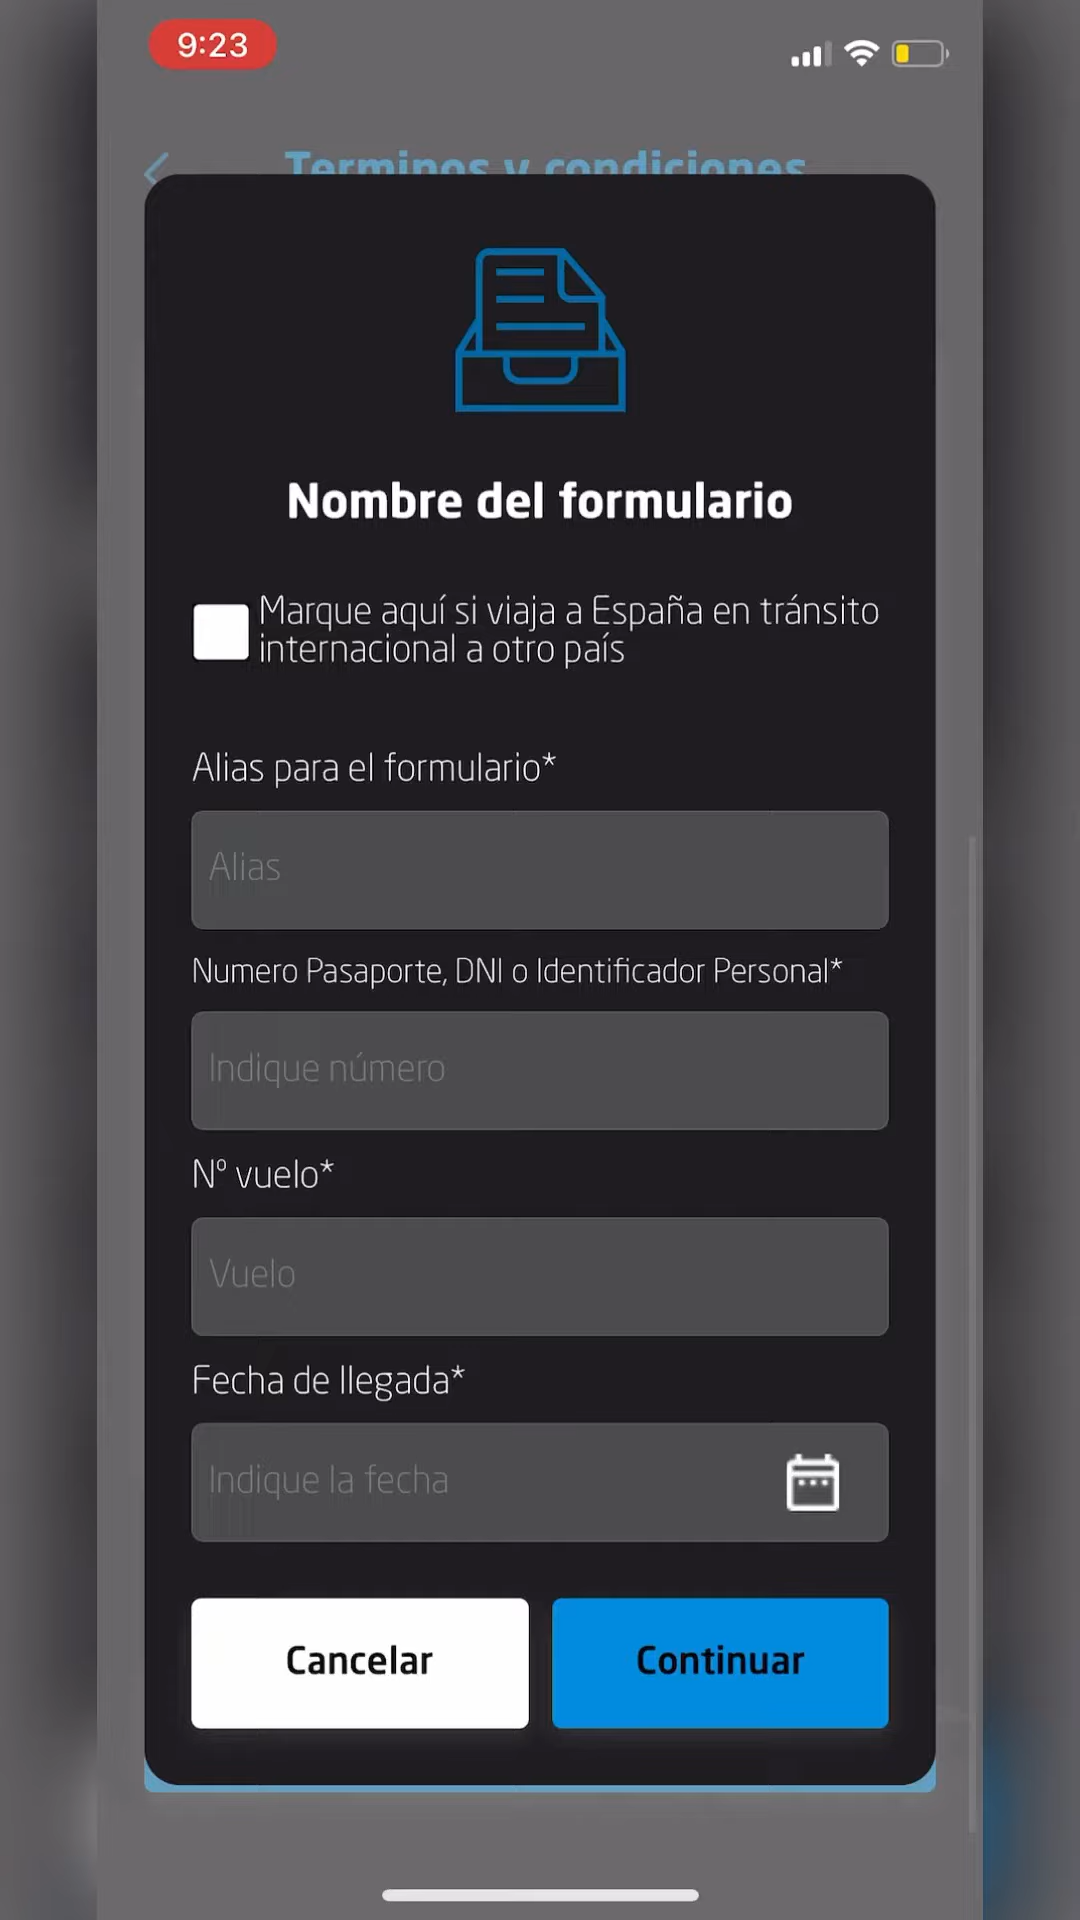 9:23
Terminos y condiciones
Nombre del formulario
Marque aquí si viaja a España en tránsito
internacional a otro país
Alias para el formulario*
Alias
Numero Pasaporte, DNI o Identificador Personal*
Indique número
Nº vuelo*
Vuelo
Fecha de llegada*
Indique la fecha
Cancelar
Continuar